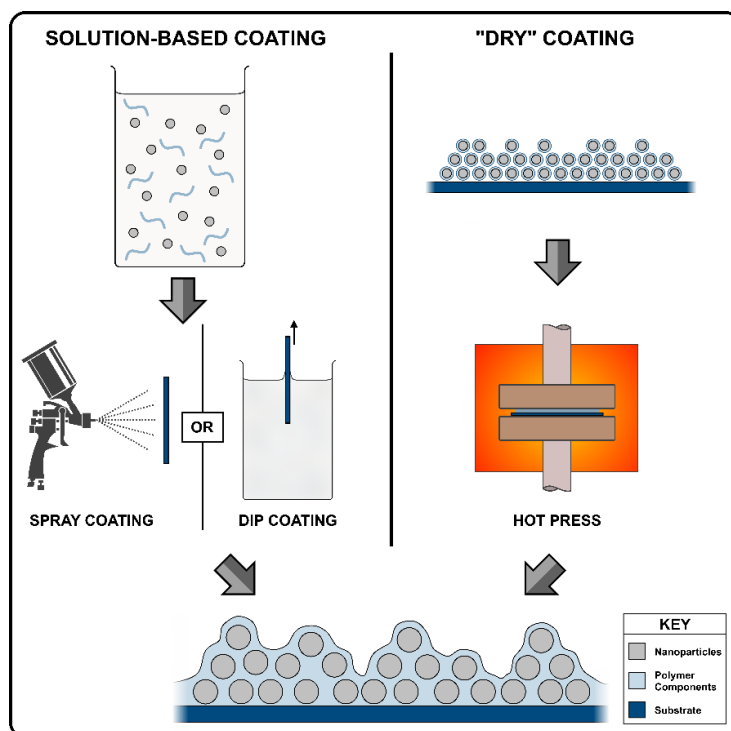 SOLUTION-BASED COATING
"DRY" COATING
OR
SPRAY COATING
DIP COATING
HOT PRESS
KEY
Nanoparticles
Polymer
Components
Substrate